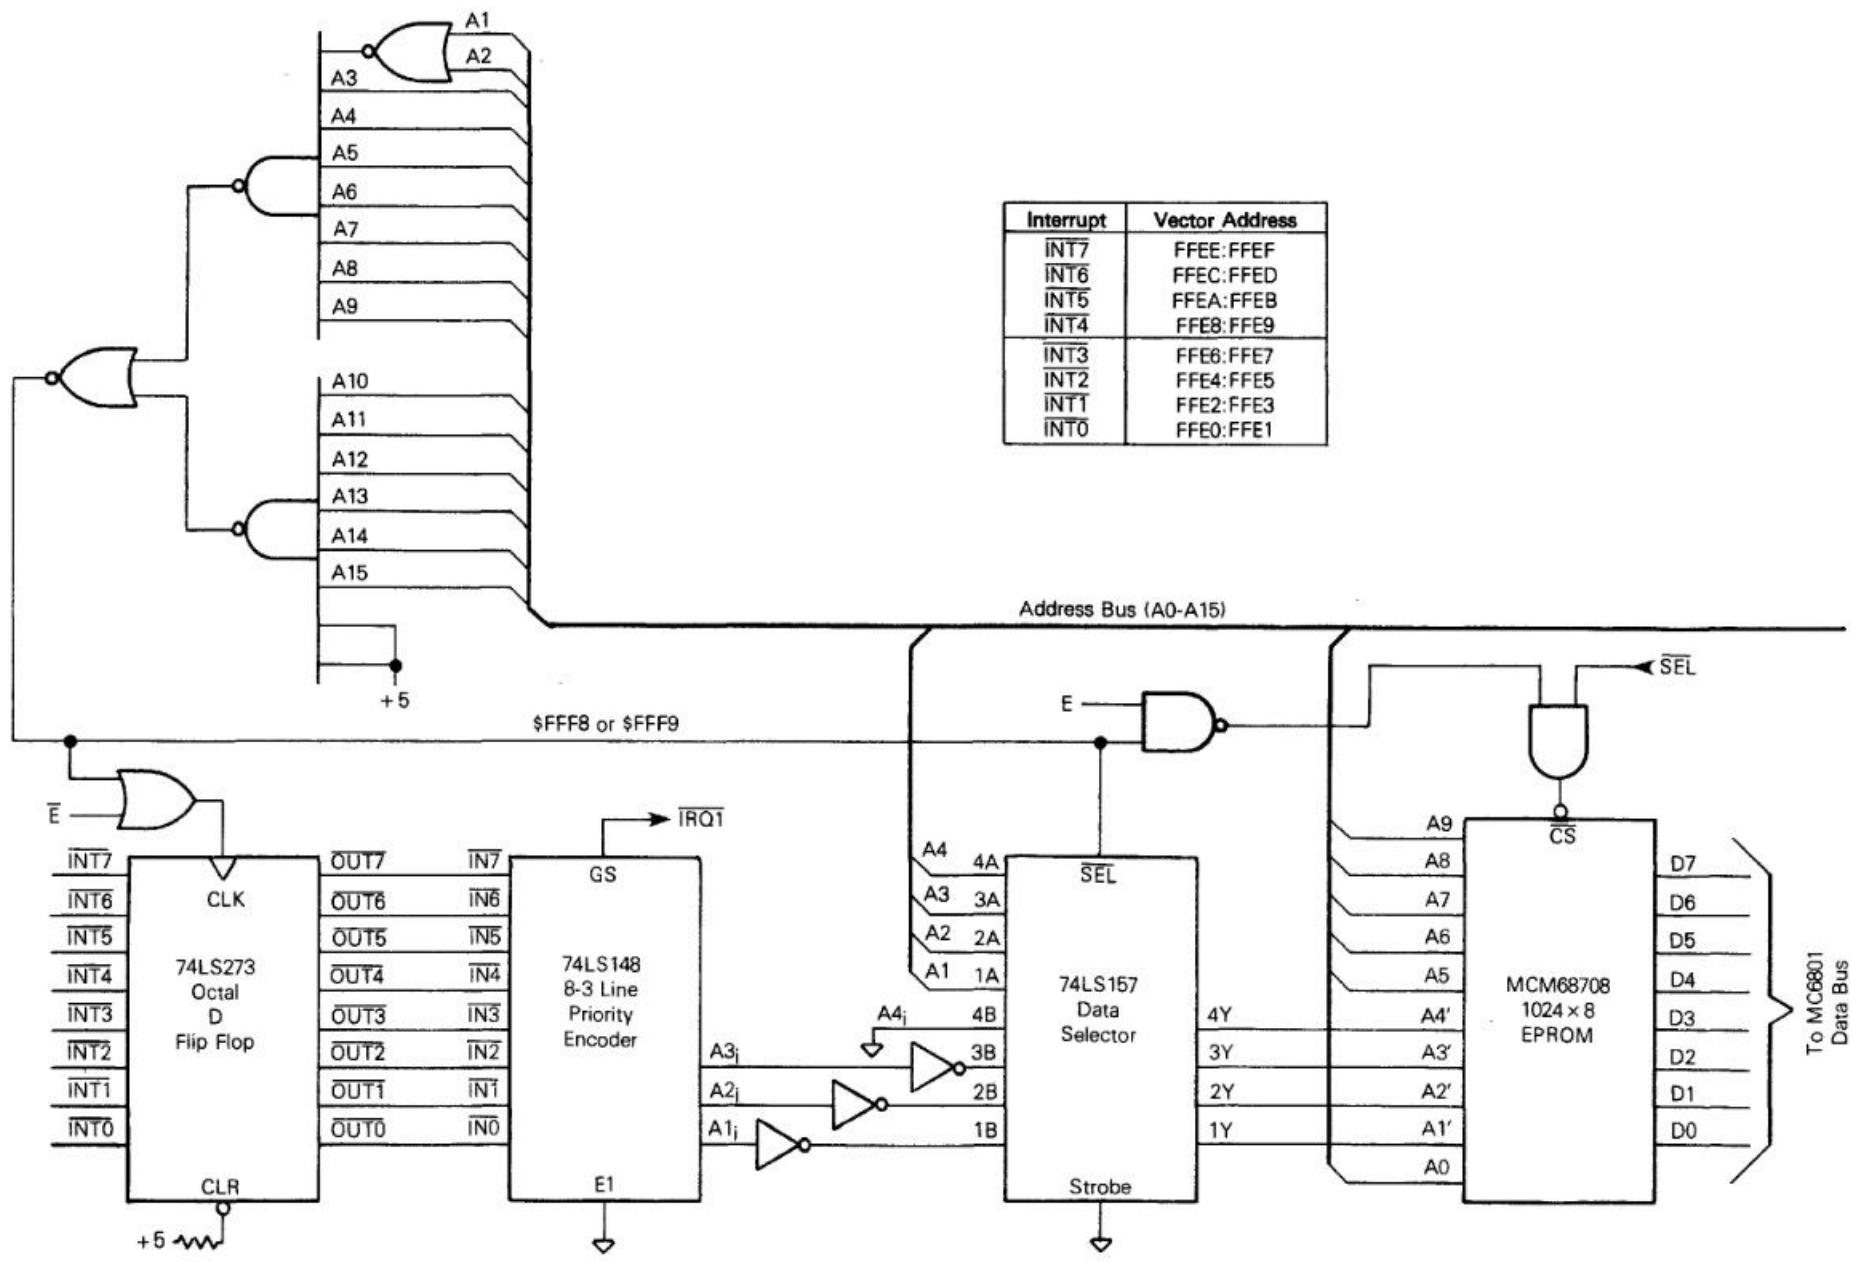 A1
A2
A3
A4
A5
A6
A7
A8
A9
A10
A11
A12
A13
A14
A15
+5
Interrupt Vector Address
INT7 FFEE:FFEF
INT6 FFEC:FFED
INT5 FFEA:FFEB
INT4 FFE8:FFE9
INT3 FFE6:FFE7
INT2 FFE4:FFE5
INT1 FFE2:FFE3
INT0 FFE0:FFE1
Address Bus (A0-A15)
SEL
E
$FFF8 or $FFF9
E
INT7
INT6
INT5
INT4
INT3
INT2
INT1
INT0
CLK
74LS273
Octal
D
Flip Flop
CLR
+5
OUT7
OUT6
OUT5
OUT4
OUT3
OUT2
OUT1
OUT0
IN7
IN6
IN5
IN4
IN3
IN2
IN1
IN0
IRQ1
GS
74LS148
8-3 Line
Priority
Encoder
E1
A3i
A2i
A1i
A4i
A4 4A
A3 3A
A2 2A
A1 1A
4B
3B
2B
1B
SEL
74LS157
Data
Selector
Strobe
4Y
3Y
2Y
1Y
A9
A8
A7
A6
A5
A4'
A3'
A2'
A1'
A0
CS
MCM68708
1024 × 8
EPROM
D7
D6
D5
D4
D3
D2
D1
D0
To MC6801
Data Bus